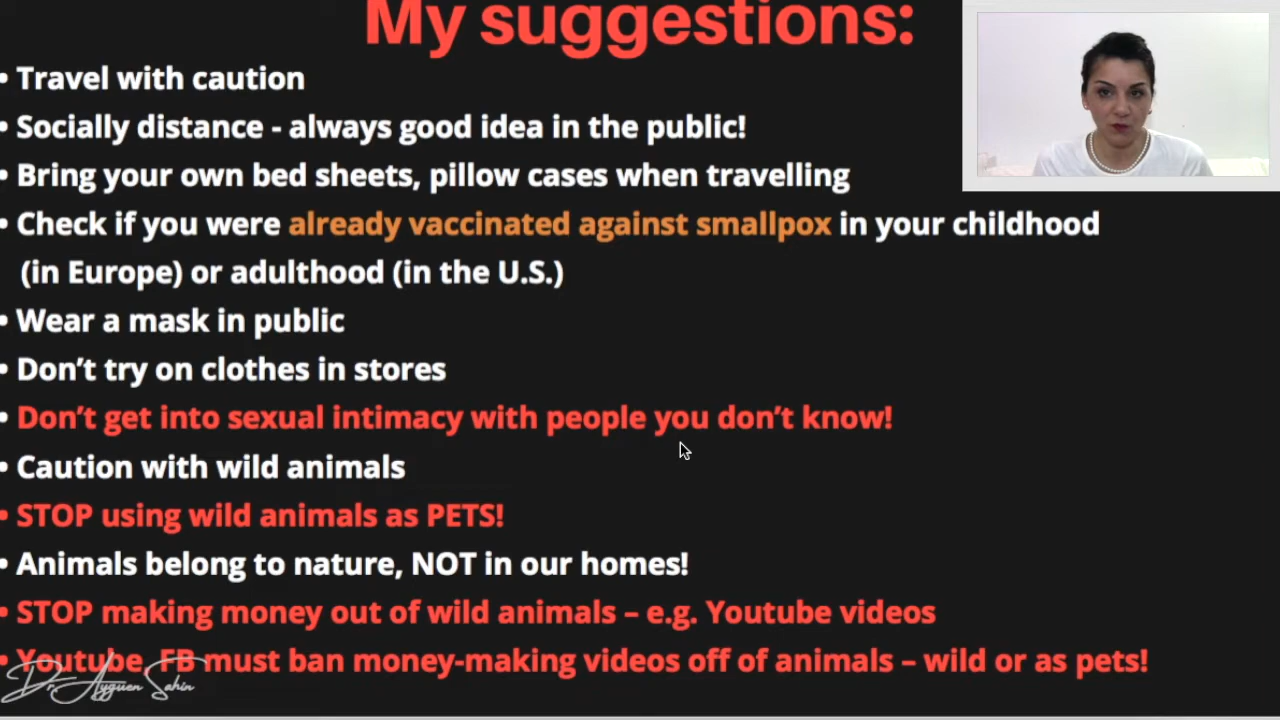 My suggestions:
• Travel with caution
• Socially distance - always good idea in the public!
• Bring your own bed sheets, pillow cases when travelling
• Check if you were already vaccinated against smallpox in your childhood
(in Europe) or adulthood (in the U.S.)
• Wear a mask in public
• Don’t try on clothes in stores
• Don’t get into sexual intimacy with people you don’t know!
• Caution with wild animals
• STOP using wild animals as PETS!
• Animals belong to nature, NOT in our homes!
• STOP making money out of wild animals – e.g. Youtube videos
• Youtube, FB must ban money-making videos off of animals – wild or as pets!
Dr. Ayguen Sahin